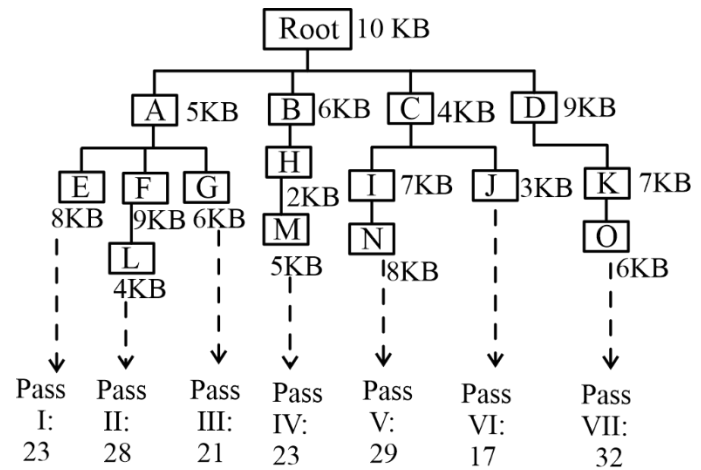 Root 10 KB
A 5KB B 6KB C 4KB D 9KB
H
E F G I 7KB J 3KB K 7KB
2KB
8KB 9KB 6KB
M N O
L
5KB 8KB 6KB
4KB
Pass Pass Pass Pass Pass Pass Pass
I: II: III: IV: V: VI: VII:
23 28 21 23 29 17 32